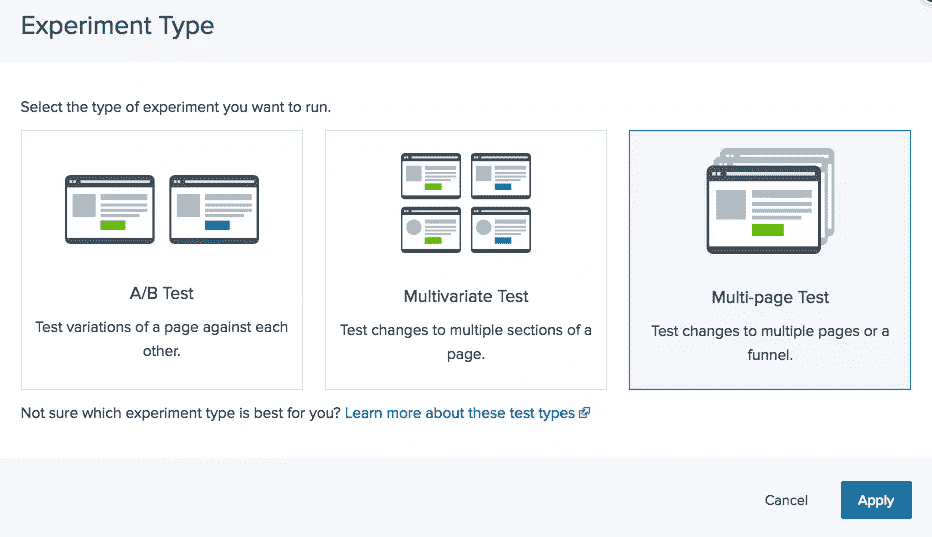 Experiment Type
Select the type of experiment you want to run.
A/B Test
Test variations of a page against each
other.
Multivariate Test
Test changes to multiple sections of a
page.
Multi-page Test
Test changes to multiple pages or a
funnel.
Not sure which experiment type is best for you? Learn more about these test types
Cancel
Apply